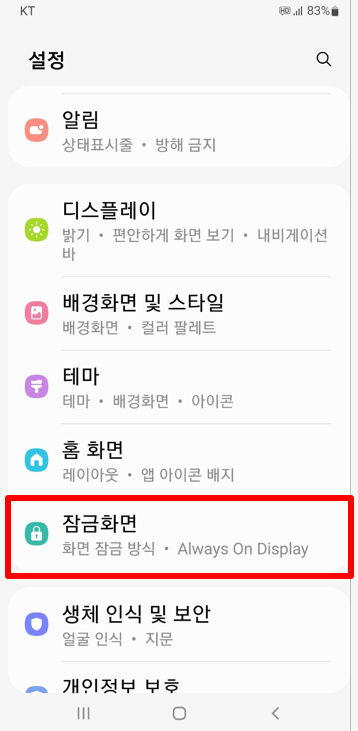 KT
83%
설정
알림
상태표시줄 • 방해 금지
디스플레이
밝기 • 편안하게 화면 보기 • 내비게이션
바
배경화면 및 스타일
배경화면 • 컬러 팔레트
테마
테마 • 배경화면 • 아이콘
홈 화면
레이아웃 • 앱 아이콘 배지
잠금화면
화면 잠금 방식 • Always On Display
생체 인식 및 보안
얼굴 인식 • 지문
개인정보 보호